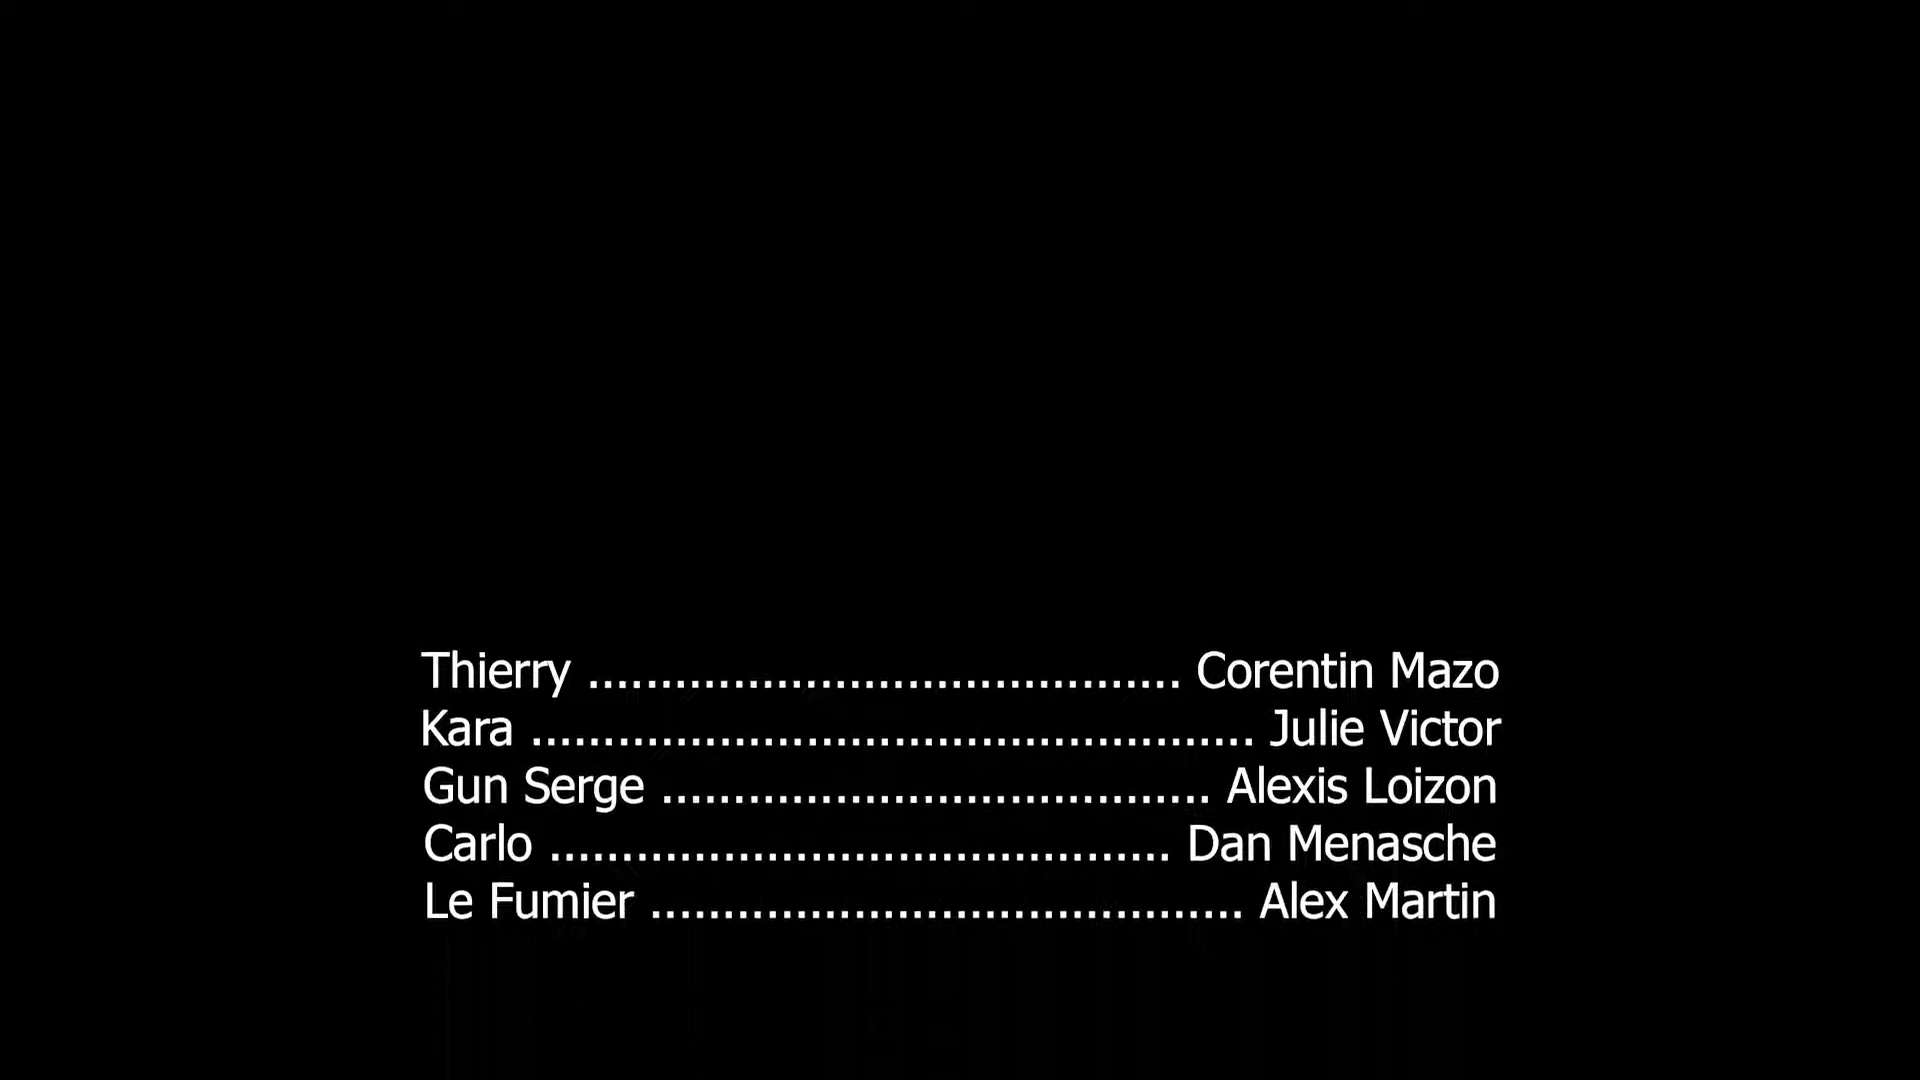 Thierry ......................................... Corentin Mazo
Kara .................................................. Julie Victor
Gun Serge ...................................... Alexis Loizon
Carlo ........................................... Dan Menasche
Le Fumier ......................................... Alex Martin